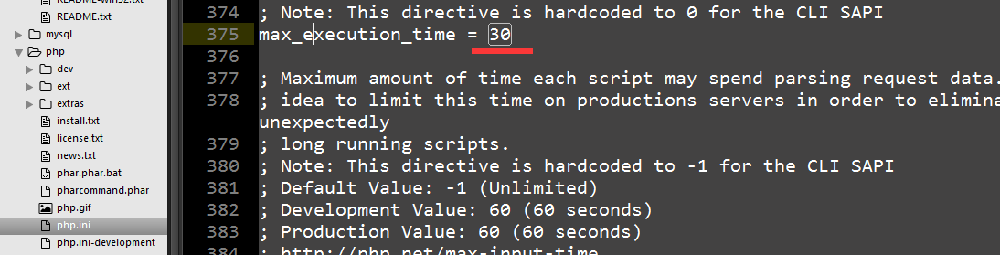 README-win32.txt
README.txt
mysql
php
dev
ext
extras
install.txt
license.txt
news.txt
phar.phar.bat
pharcommand.phar
php.gif
php.ini
php.ini-development
374 ; Note: This directive is hardcoded to 0 for the CLI SAPI
375 max_execution_time = 30
376
377 ; Maximum amount of time each script may spend parsing request data.
378 ; idea to limit this time on productions servers in order to elimina
unexpectedly
379 ; long running scripts.
380 ; Note: This directive is hardcoded to -1 for the CLI SAPI
381 ; Default Value: -1 (Unlimited)
382 ; Development Value: 60 (60 seconds)
383 ; Production Value: 60 (60 seconds)
384 ; http://php.net/max-input-time